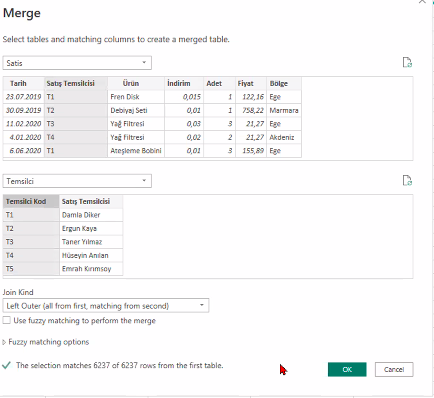 Merge
Select tables and matching columns to create a merged table.
Satis
Tarih Satış Temsilcisi Ürün İndirim Adet Fiyat Bölge
23.07.2019 T1 Fren Disk 0,015 1 122,16 Ege
30.09.2019 T2 Debiyaj Seti 0,01 1 758,22 Marmara
11.02.2020 T3 Yağ Filtresi 0,03 3 21,27 Ege
4.01.2020 T4 Yağ Filtresi 0,02 2 21,27 Akdeniz
6.06.2020 T1 Ateşleme Bobini 0,01 3 155,89 Ege
Temsilci
Temsilci Kod Satış Temsilcisi
T1 Damla Diker
T2 Ergun Kaya
T3 Taner Yılmaz
T4 Hüseyin Anılan
T5 Emrah Kırımsoy
Join Kind
Left Outer (all from first, matching from second)
Use fuzzy matching to perform the merge
Fuzzy matching options
The selection matches 6237 of 6237 rows from the first table.
OK Cancel